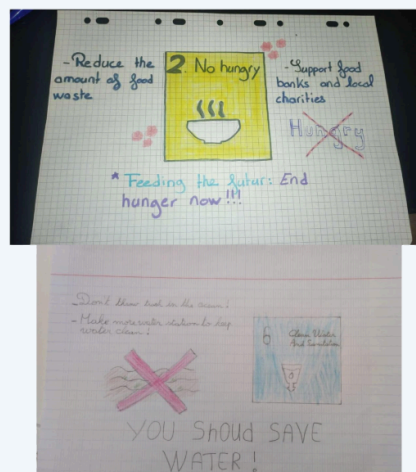 -Reduce the
amount of food
waste
2. No hungry
-Support food
banks and local
charities
Hungry
* Feeding the futur: End
hunger now!!!
-Don't throw trash in the ocean!
-Make more water stations to keep
water clean!
6
Clean Water
And Sanitation
YOU Shoud SAVE
WATER!